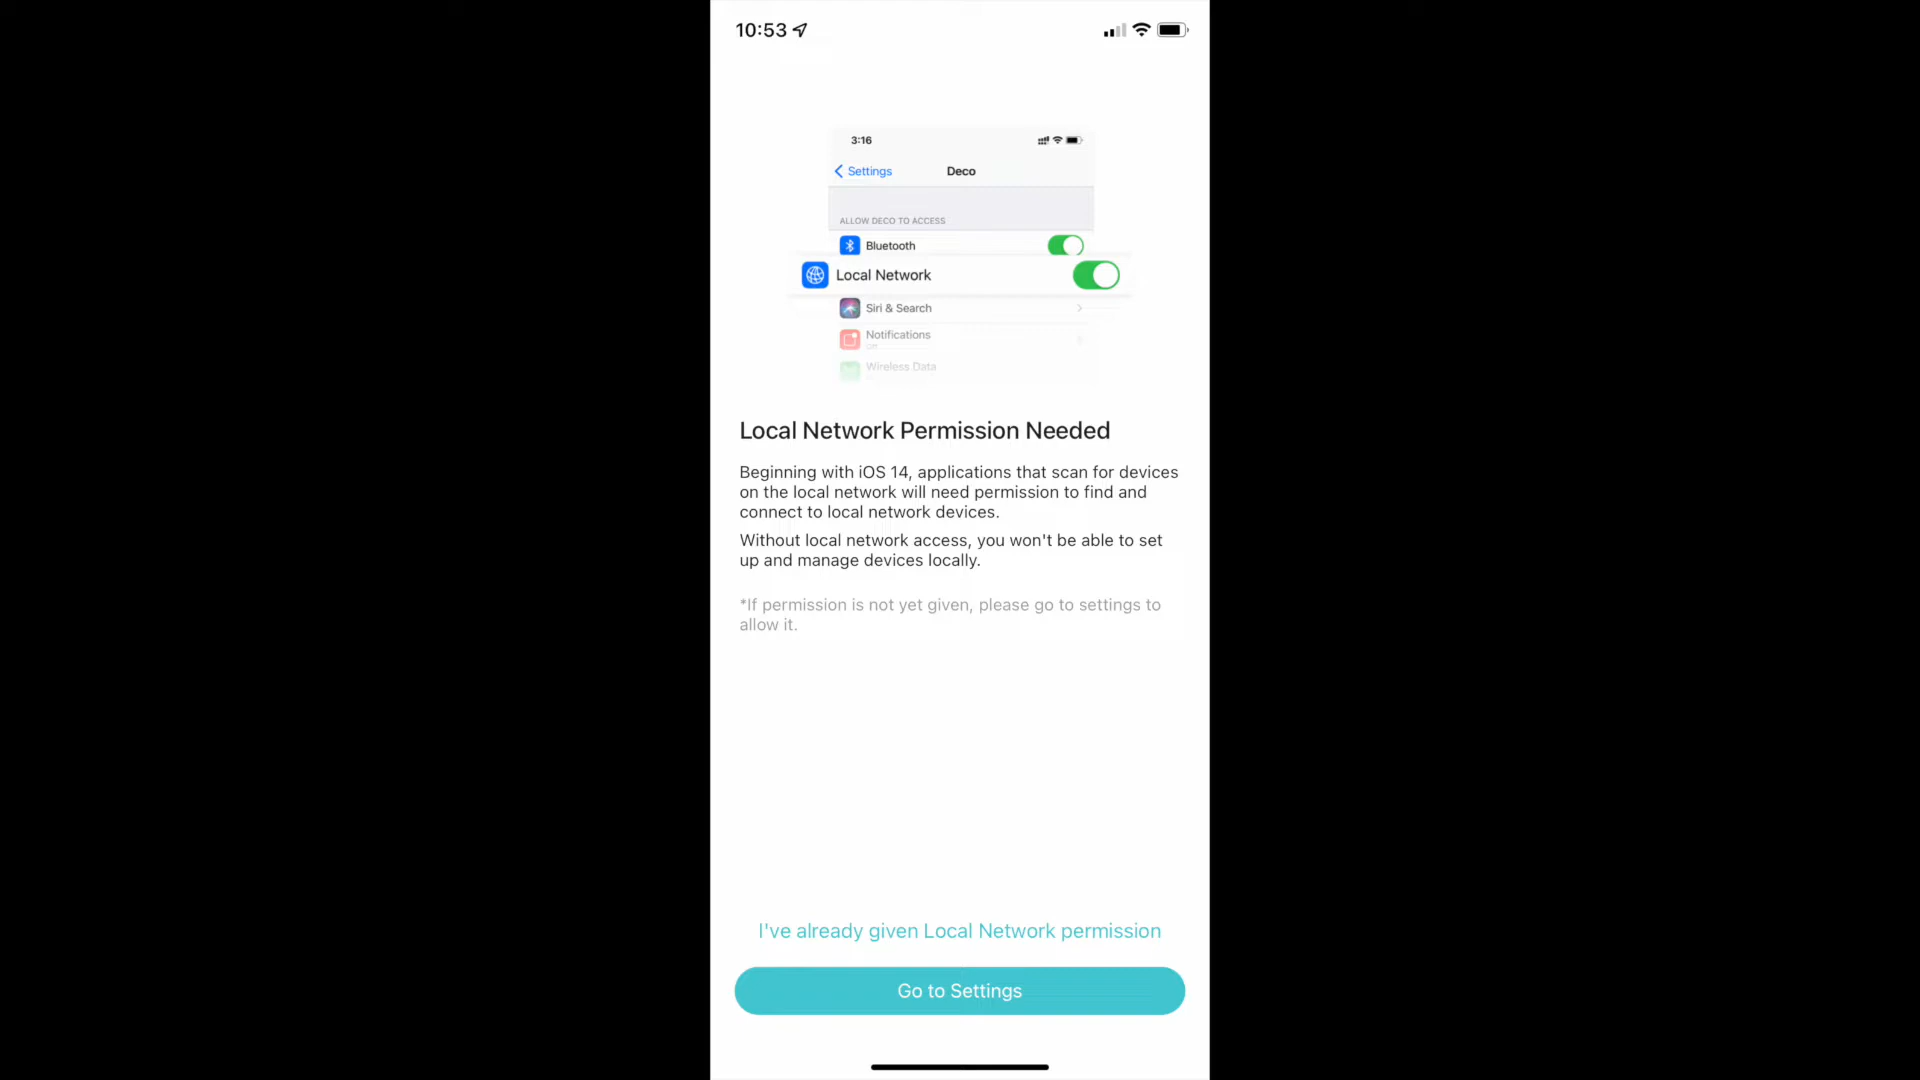 10:53
3:16
Settings
Deco
ALLOW DECO TO ACCESS
Bluetooth
Local Network
Siri & Search
Notifications
Off
Wireless Data
Local Network Permission Needed
Beginning with iOS 14, applications that scan for devices
on the local network will need permission to find and
connect to local network devices.
Without local network access, you won't be able to set
up and manage devices locally.
*If permission is not yet given, please go to settings to
allow it.
I've already given Local Network permission
Go to Settings